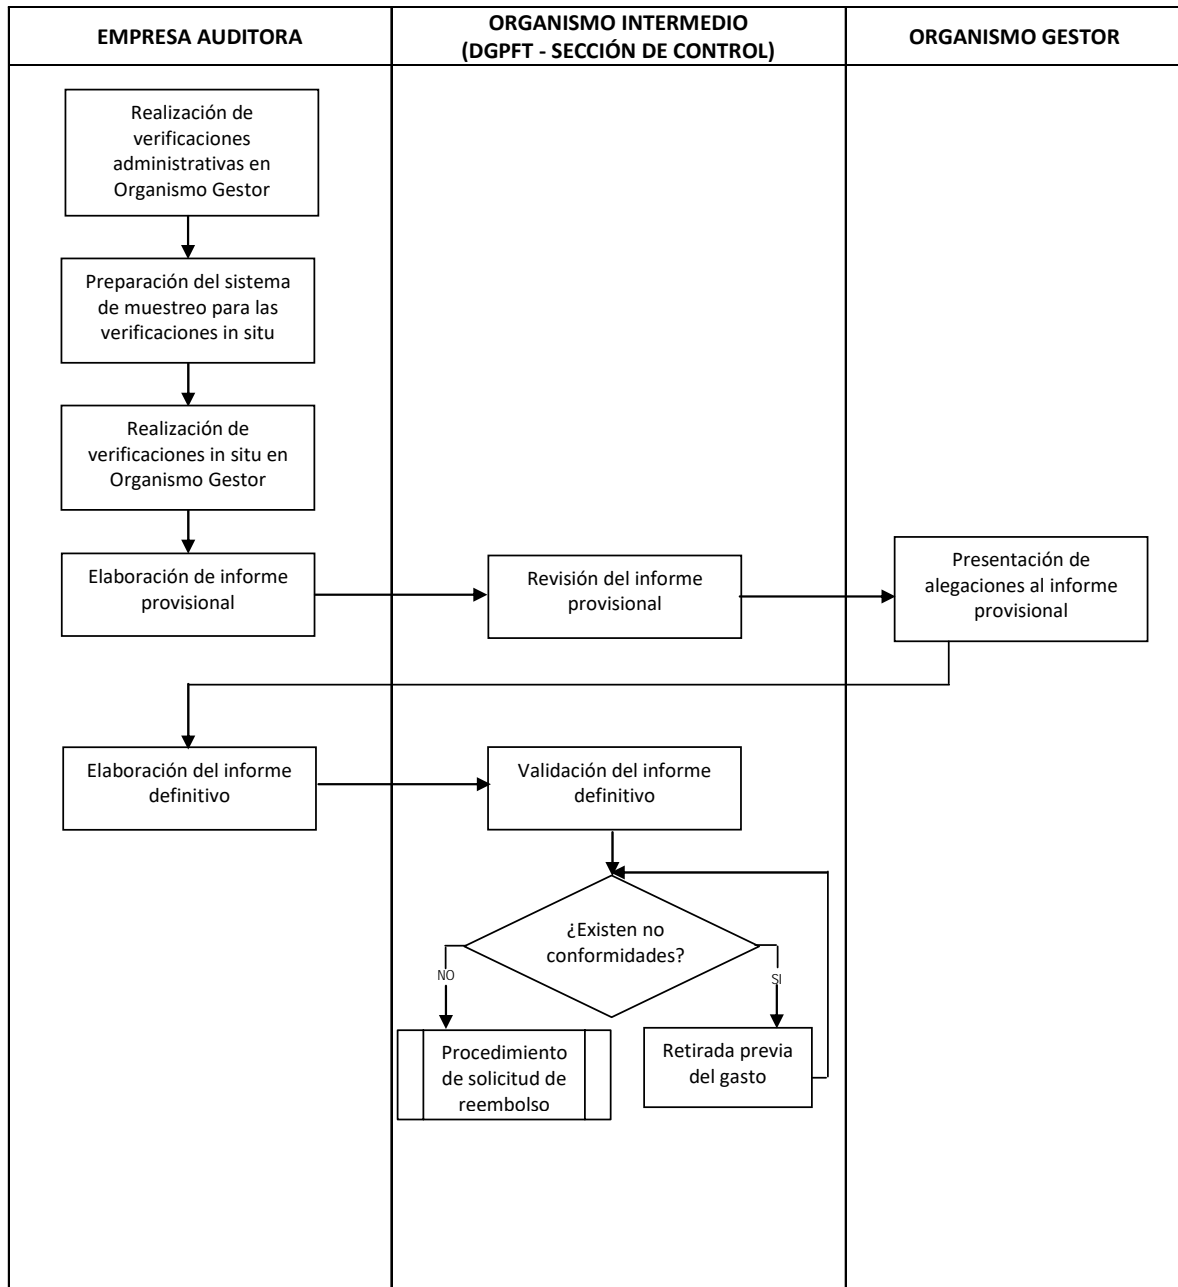 EMPRESA AUDITORA
ORGANISMO INTERMEDIO
(DGPFT - SECCIÓN DE CONTROL)
ORGANISMO GESTOR
Realización de
verificaciones
administrativas en
Organismo Gestor
Preparación del sistema
de muestreo para las
verificaciones in situ
Realización de
verificaciones in situ en
Organismo Gestor
Elaboración de informe
provisional
Revisión del informe
provisional
Presentación de
alegaciones al informe
provisional
Elaboración del informe
definitivo
Validación del informe
definitivo
¿Existen no
conformidades?
NO
SI
Procedimiento
de solicitud de
reembolso
Retirada previa
del gasto